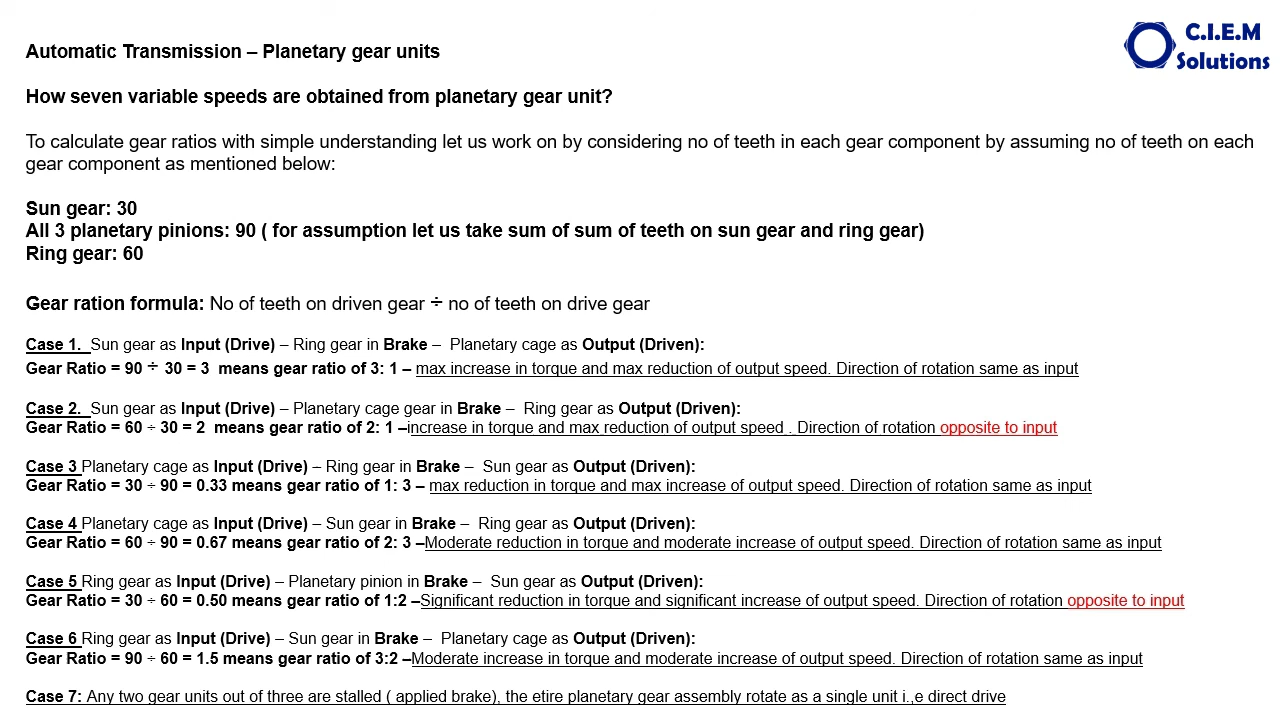 C.I.E.M
Solutions
Automatic Transmission – Planetary gear units
How seven variable speeds are obtained from planetary gear unit?
To calculate gear ratios with simple understanding let us work on by considering no of teeth in each gear component by assuming no of teeth on each
gear component as mentioned below:
Sun gear: 30
All 3 planetary pinions: 90 ( for assumption let us take sum of sum of teeth on sun gear and ring gear)
Ring gear: 60
Gear ration formula: No of teeth on driven gear ÷ no of teeth on drive gear
Case 1.  Sun gear as Input (Drive) – Ring gear in Brake –  Planetary cage as Output (Driven):
Gear Ratio = 90 ÷ 30 = 3  means gear ratio of 3: 1 – max increase in torque and max reduction of output speed. Direction of rotation same as input
Case 2.  Sun gear as Input (Drive) – Planetary cage gear in Brake –  Ring gear as Output (Driven):
Gear Ratio = 60 ÷ 30 = 2  means gear ratio of 2: 1 –increase in torque and max reduction of output speed . Direction of rotation opposite to input
Case 3 Planetary cage as Input (Drive) – Ring gear in Brake –  Sun gear as Output (Driven):
Gear Ratio = 30 ÷ 90 = 0.33 means gear ratio of 1: 3 – max reduction in torque and max increase of output speed. Direction of rotation same as input
Case 4 Planetary cage as Input (Drive) – Sun gear in Brake –  Ring gear as Output (Driven):
Gear Ratio = 60 ÷ 90 = 0.67 means gear ratio of 2: 3 –Moderate reduction in torque and moderate increase of output speed. Direction of rotation same as input
Case 5 Ring gear as Input (Drive) – Planetary pinion in Brake –  Sun gear as Output (Driven):
Gear Ratio = 30 ÷ 60 = 0.50 means gear ratio of 1:2 –Significant reduction in torque and significant increase of output speed. Direction of rotation opposite to input
Case 6 Ring gear as Input (Drive) – Sun gear in Brake –  Planetary cage as Output (Driven):
Gear Ratio = 90 ÷ 60 = 1.5 means gear ratio of 3:2 –Moderate increase in torque and moderate increase of output speed. Direction of rotation same as input
Case 7: Any two gear units out of three are stalled ( applied brake), the etire planetary gear assembly rotate as a single unit i.,e direct drive